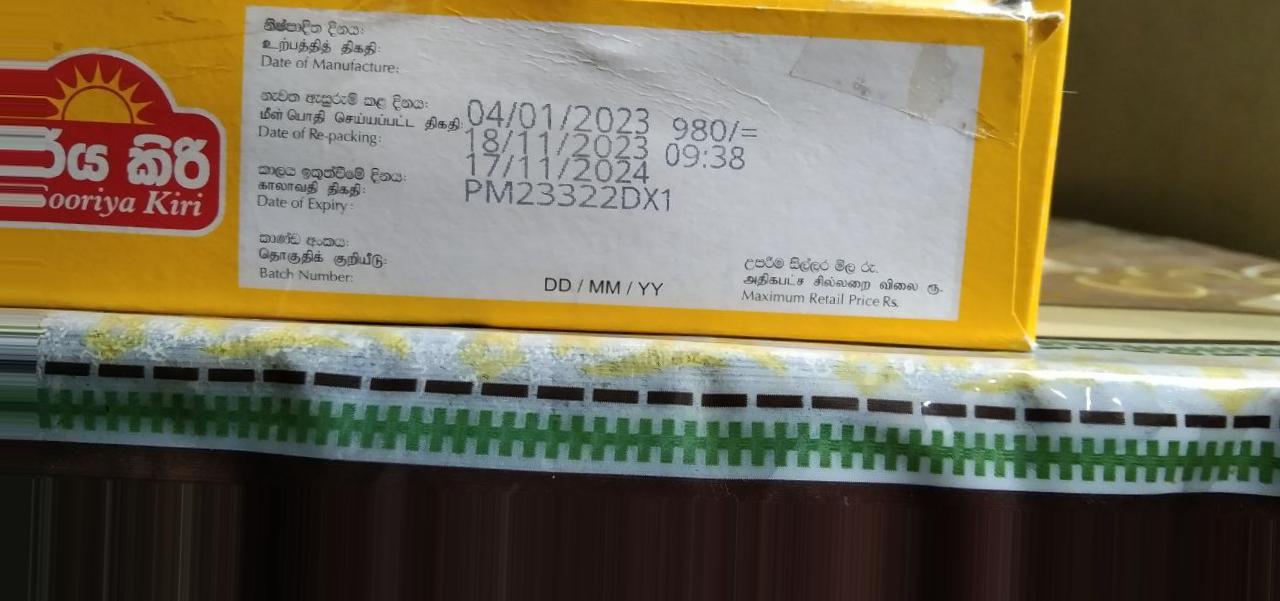 නිෂ්පාදිත දිනය:
உற்பத்தித் திகதி:
Date of Manufacture:
නැවත ඇසුරුම් කළ දිනය:
மீள் பொதி செய்யப்பட்ட திகதி:
Date of Re-packing:
කාලය ඉකුත්වීමේ දිනය:
காலாவதி திகதி:
Date of Expiry:
කාණ්ඩ අංකය:
தொகுதிக் குறியீடு:
Batch Number:
04/01/2023 980/=
18/11/2023 09:38
17/11/2024
PM23322DX1
DD / MM / YY
උපරිම සිල්ලර මිල රු.
அதிகபட்ச சில்லறை விலை ரூ.
Maximum Retail Price Rs.
කිරි
ooriya Kiri